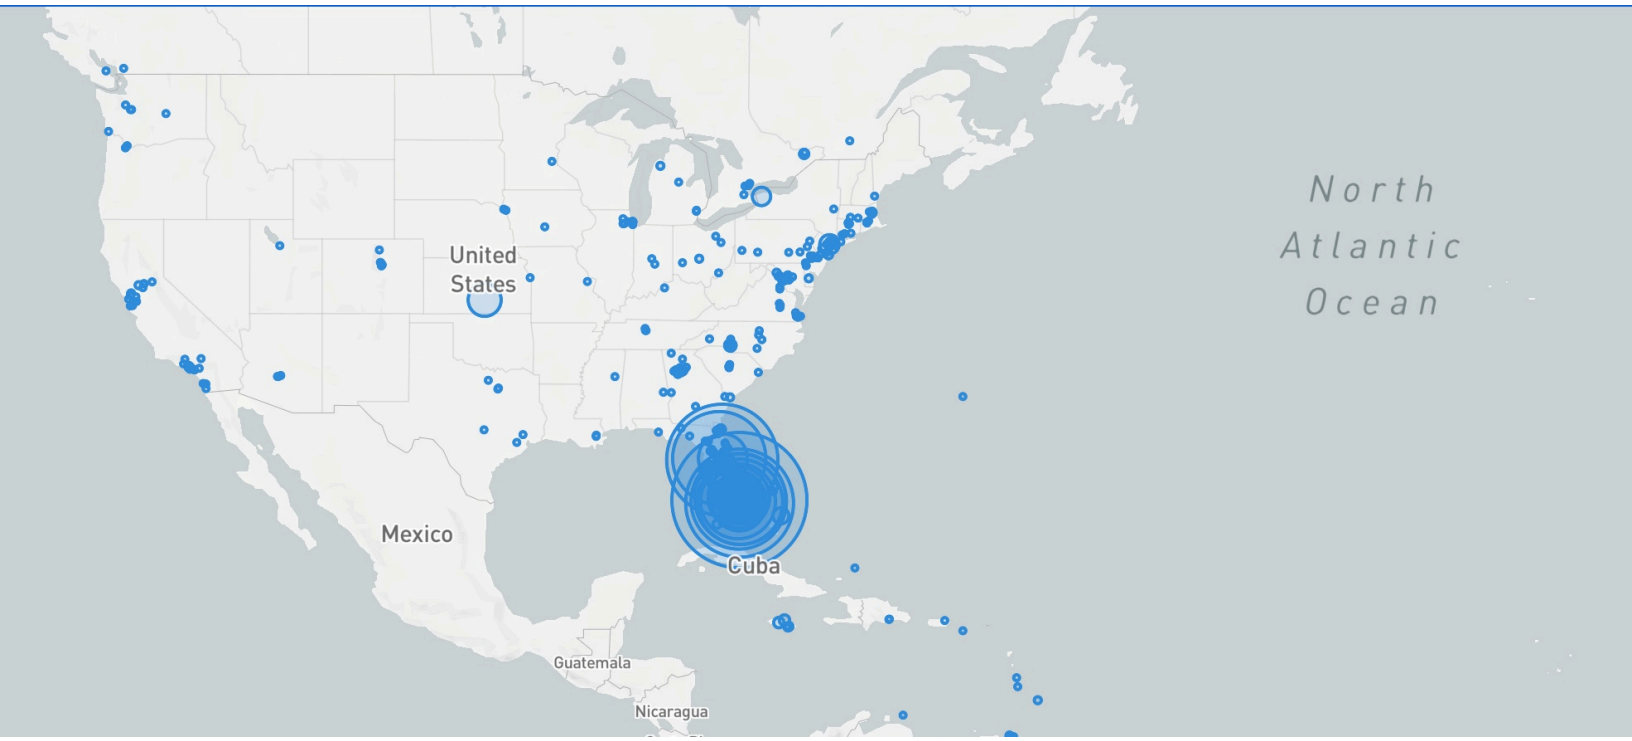 North
Atlantic
Ocean
United
States
Mexico
Cuba
Guatemala
Nicaragua